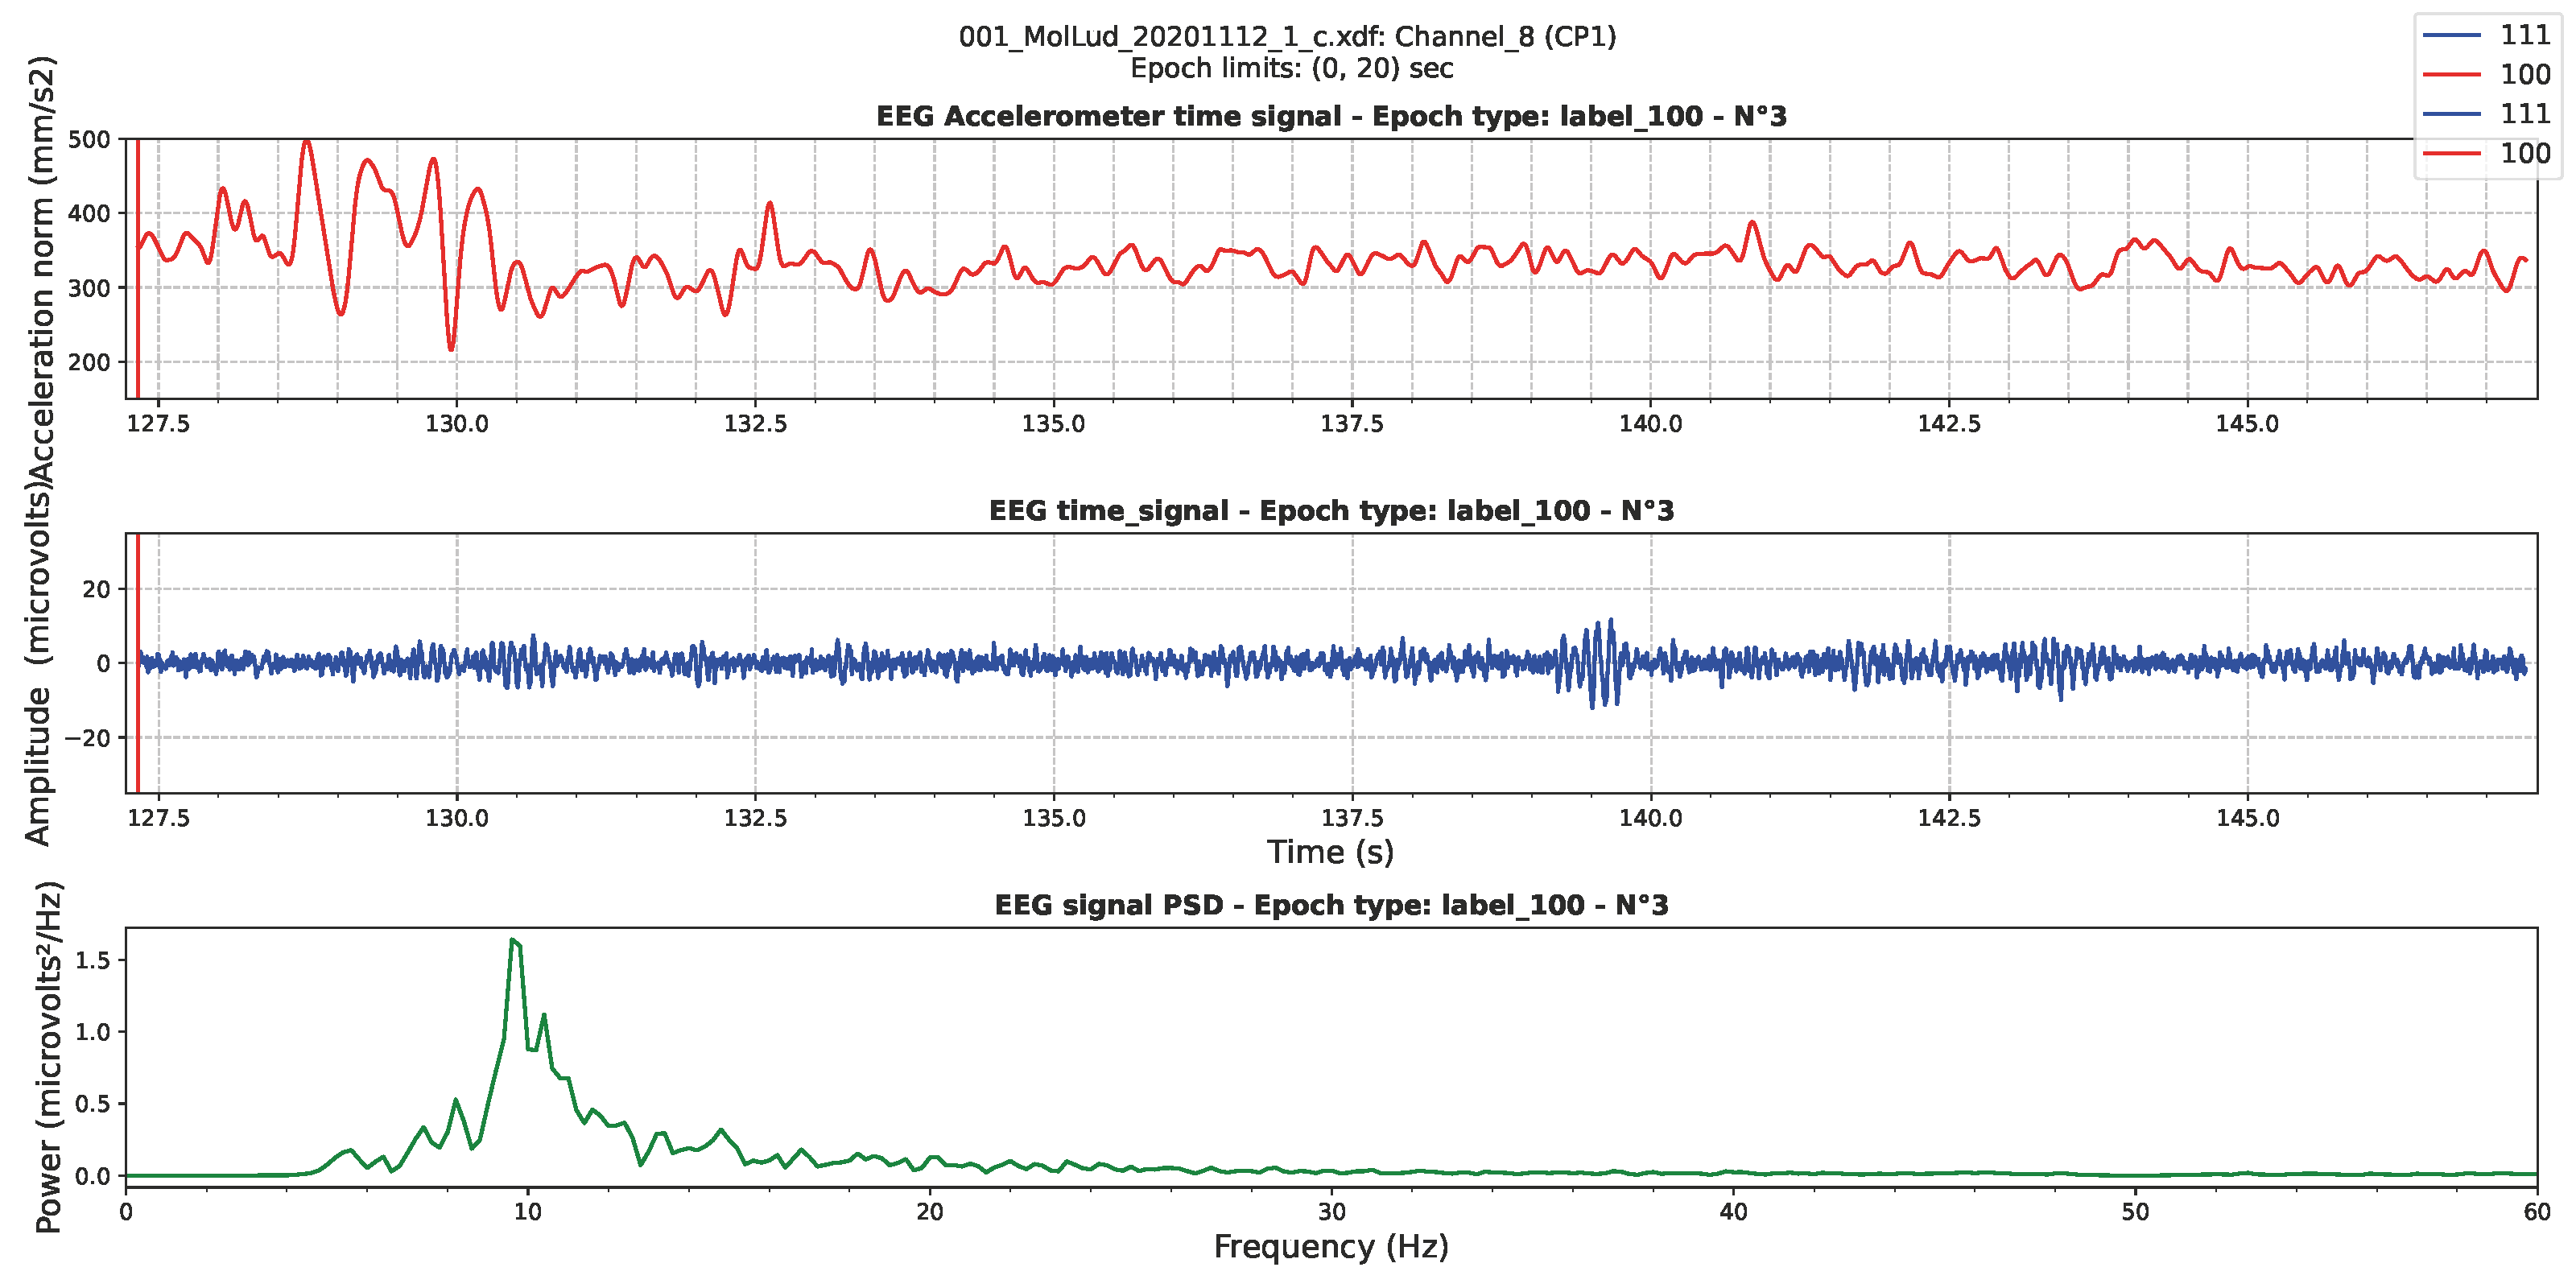 001_MolLud_20201112_1_c.xdf: Channel_8 (CP1)
Epoch limits: (0, 20) sec
111
100
111
100
EEG Accelerometer time signal - Epoch type: label_100 - N°3
Acceleration norm (mm/s2)
500
400
300
200
127.5 130.0 132.5 135.0 137.5 140.0 142.5 145.0
EEG time_signal - Epoch type: label_100 - N°3
Amplitude (microvolts)
20
0
−20
127.5 130.0 132.5 135.0 137.5 140.0 142.5 145.0
Time (s)
EEG signal PSD - Epoch type: label_100 - N°3
Power (microvolts²/Hz)
1.5
1.0
0.5
0.0
0 10 20 30 40 50 60
Frequency (Hz)